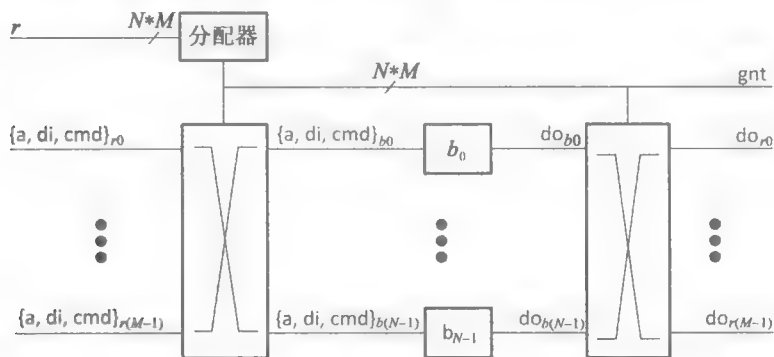 r
N*M
分配器
N*M
gnt
{a, di, cmd}r0
{a, di, cmd}b0
b0
dob0
dor0
{a, di, cmd}r(M−1)
{a, di, cmd}b(N−1)
bN−1
dob(N−1)
dor(M−1)